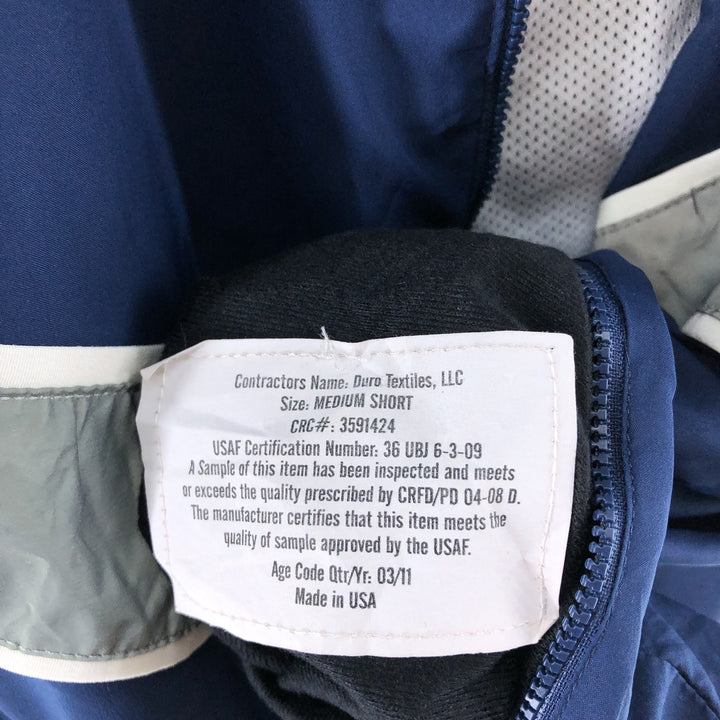 Contractors Name: Duro Textiles, LLC
Size: MEDIUM SHORT
CRC#: 3591424
USAF Certification Number: 36 UBJ 6-3-09
A Sample of this item has been inspected and meets
or exceeds the quality prescribed by CRFD/PD 04-08 D.
The manufacturer certifies that this item meets the
quality of sample approved by the USAF.
Age Code Qtr/Yr: 03/11
Made in USA